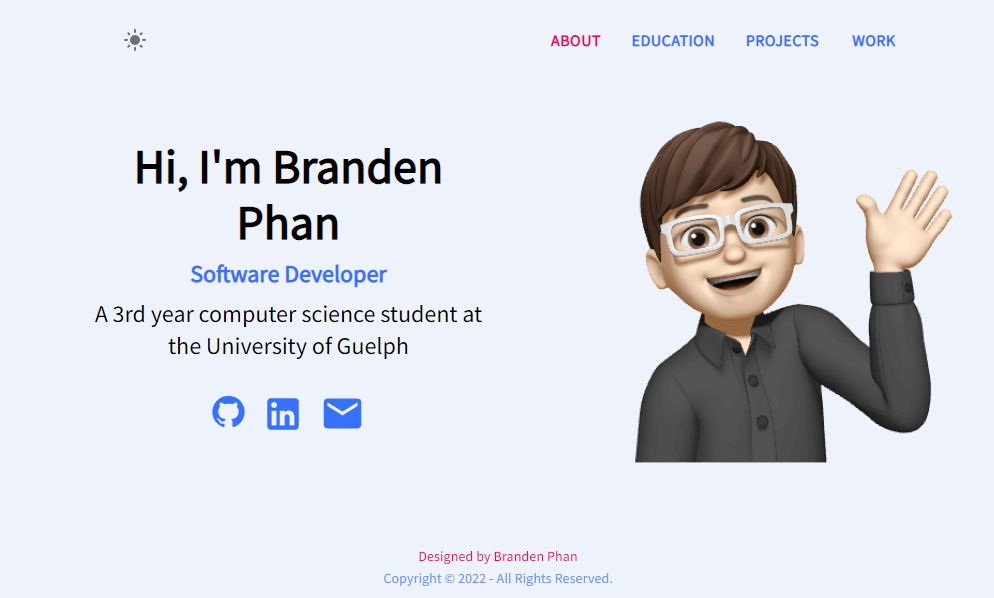 ABOUT EDUCATION PROJECTS WORK
Hi, I'm Branden
Phan
Software Developer
A 3rd year computer science student at
the University of Guelph
in
Designed by Branden Phan
Copyright © 2022 - All Rights Reserved.